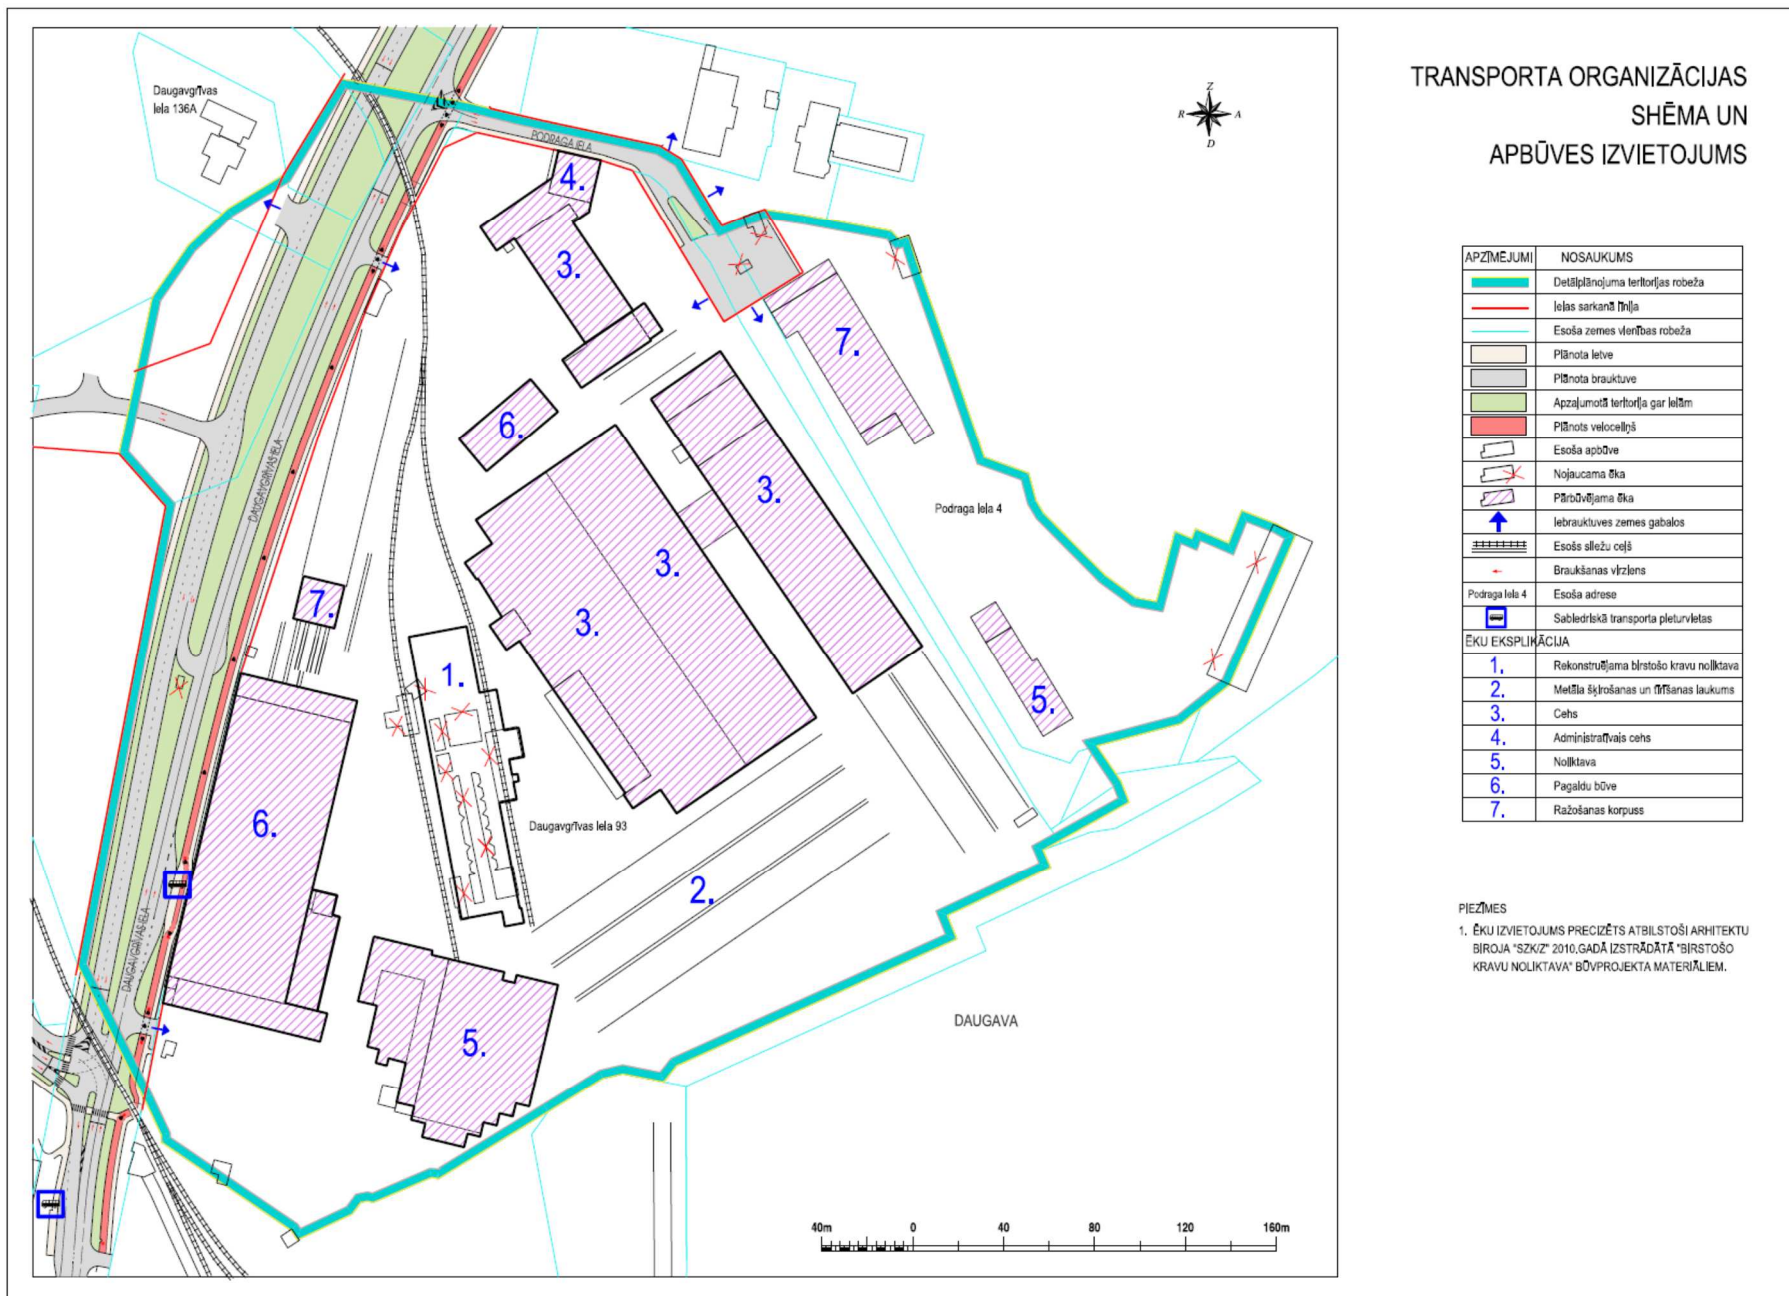 TRANSPORTA ORGANIZĀCIJAS
SHĒMA UN
APBŪVES IZVIETOJUMS
Z
R
A
D
Daugavgrīvas
iela 136A
PODRAGA IELA
4.
3.
7.
6.
DAUGAVGRĪVAS IELA
3.
3.
3.
Podraga iela 4
7.
1.
5.
6.
Daugavgrīvas iela 93
2.
DAUGAVGRĪVAS IELA
5.
DAUGAVA
40m 0 40 80 120 160m
APZĪMĒJUMI NOSAUKUMS
Detālplānojuma teritorijas robeža
Ielas sarkanā līnija
Esoša zemes vienības robeža
Plānota ietve
Plānota brauktuve
Apzaļumotā teritorija gar ielām
Plānots veloceliņš
Esoša apbūve
Nojaucama ēka
Pārbūvējama ēka
Iebrauktuves zemes gabalos
Esošs sliežu ceļš
Braukšanas virziens
Podraga iela 4 Esoša adrese
Sabiedriskā transporta pieturvietas
ĒKU EKSPLIKĀCIJA
1. Rekonstruējama birstošo kravu noliktava
2. Metāla šķirošanas un tīrīšanas laukums
3. Cehs
4. Administratīvais cehs
5. Noliktava
6. Pagaidu būve
7. Ražošanas korpuss
PIEZĪMES
1. ĒKU IZVIETOJUMS PRECIZĒTS ATBILSTOŠI ARHITEKTU
BIROJA "SZK/Z" 2010.GADĀ IZSTRĀDĀTĀ "BIRSTOŠO
KRAVU NOLIKTAVA" BŪVPROJEKTA MATERIĀLIEM.